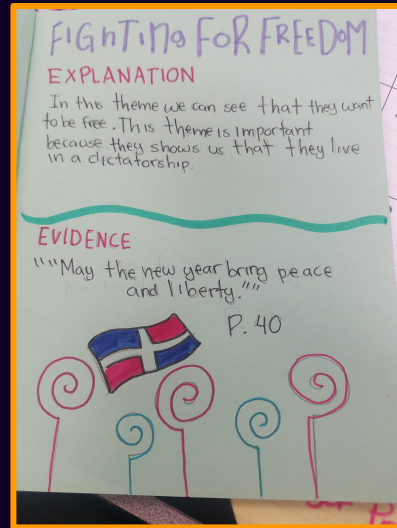 FIGHTING FOR FREEDOM
EXPLANATION
In this theme we can see that they want
to be free. This theme is important
because they shows us that they live
in a dictatorship.
EVIDENCE
""May the new year bring peace
and liberty.""
P. 40